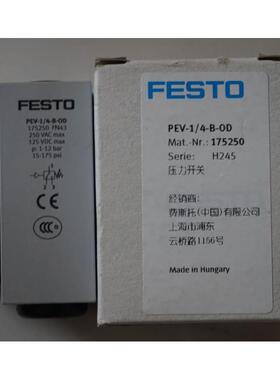 FESTO
PEV-1/4-B-OD
175250 FN43
250 VAC max
125 VDC max
p: 1-12 bar
15-175 psi
CCC
FESTO
PEV-1/4-B-OD
Mat.-Nr.: 175250
Serie: H245
压力开关
经销商:
费斯托(中国)有限公司
上海市浦东
云桥路1156号
Made in Hungary